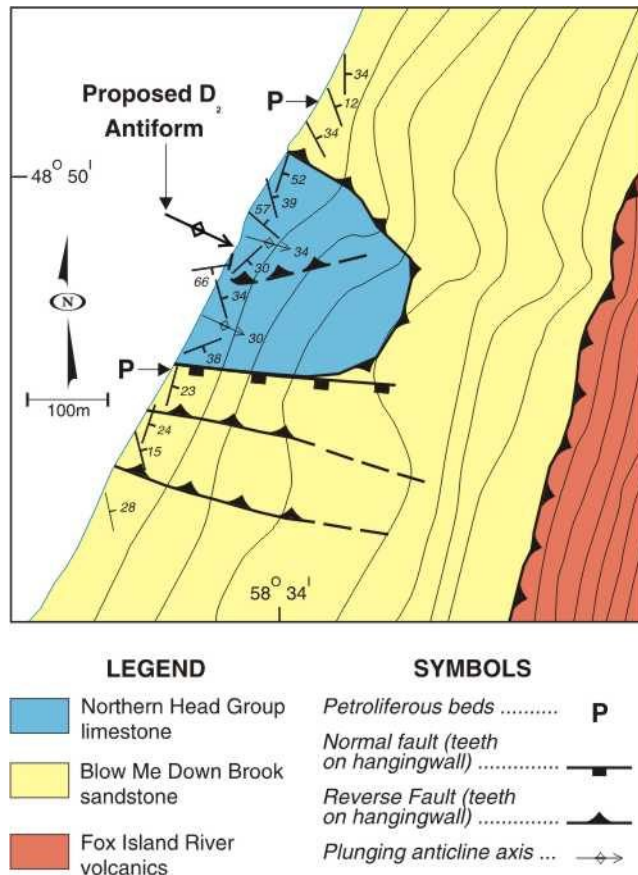 34
Proposed D₂
Antiform
P
12
34
48° 50'
52
39
57
34
30
66
34
N
30
38
P
100m
23
24
15
28
58° 34'
LEGEND
Northern Head Group
limestone
Blow Me Down Brook
sandstone
Fox Island River
volcanics
SYMBOLS
Petroliferous beds .......... P
Normal fault (teeth
on hangingwall) ..............
Reverse Fault (teeth
on hangingwall) ..............
Plunging anticline axis ...